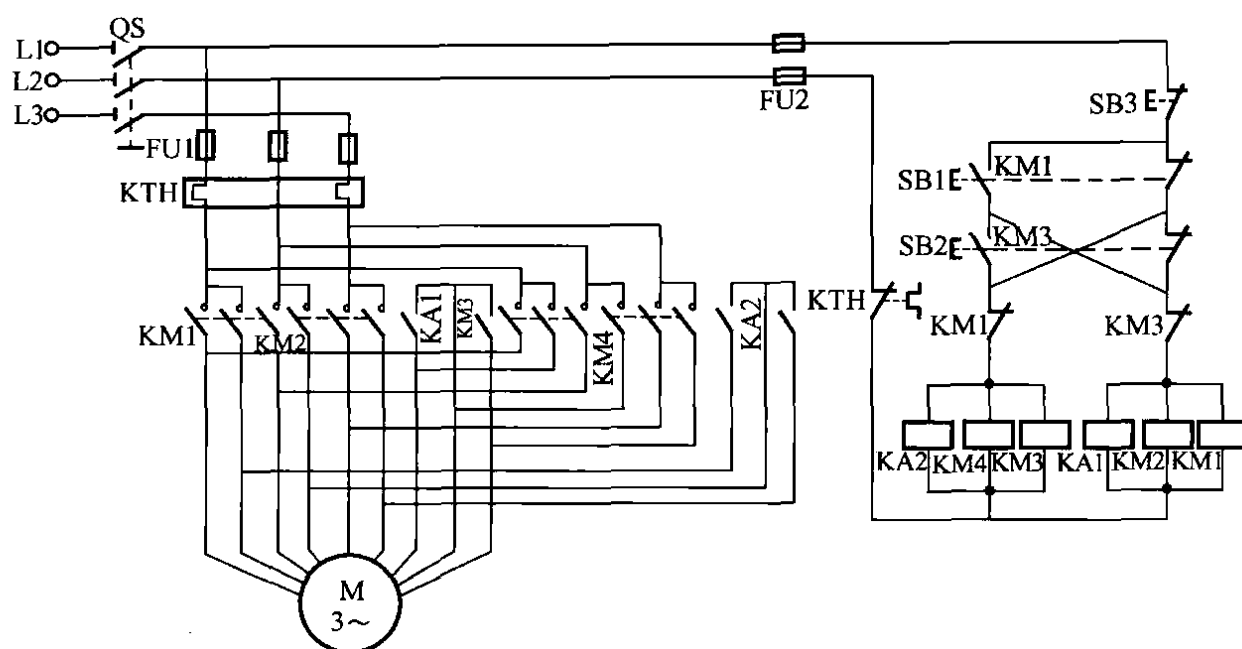 QS
L1
L2
L3
FU1
FU2
SB3
KTH
SB1
KM1
SB2
KM3
KTH
KM1
KM2
KA1
KM3
KM4
KA2
KM1
KM3
KA2
KM4
KM3
KA1
KM2
KM1
M
3~